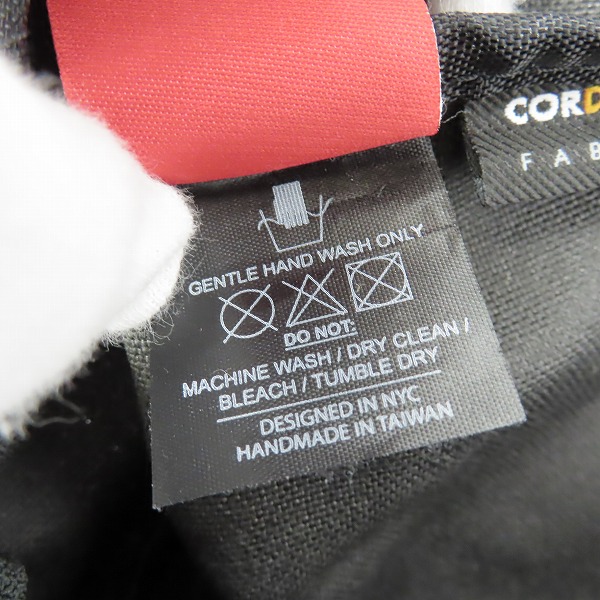 COR
FAB
GENTLE HAND WASH ONLY
DO NOT:
MACHINE WASH / DRY CLEAN /
BLEACH / TUMBLE DRY
DESIGNED IN NYC
HANDMADE IN TAIWAN